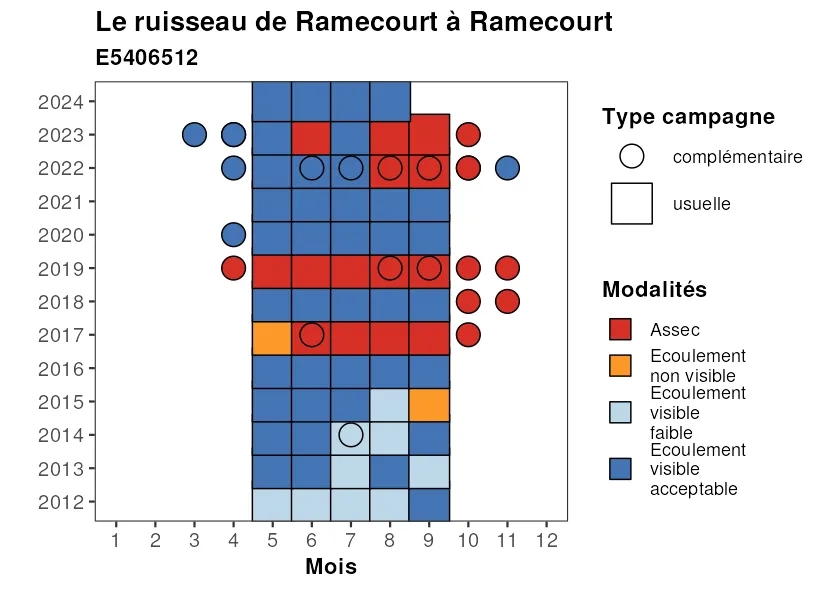 Le ruisseau de Ramecourt à Ramecourt
E5406512
2024
2023
2022
2021
2020
2019
2018
2017
2016
2015
2014
2013
2012
1 2 3 4 5 6 7 8 9 10 11 12
Mois
Type campagne
complémentaire
usuelle
Modalités
Assec
Ecoulement
non visible
Ecoulement
visible
faible
Ecoulement
visible
acceptable